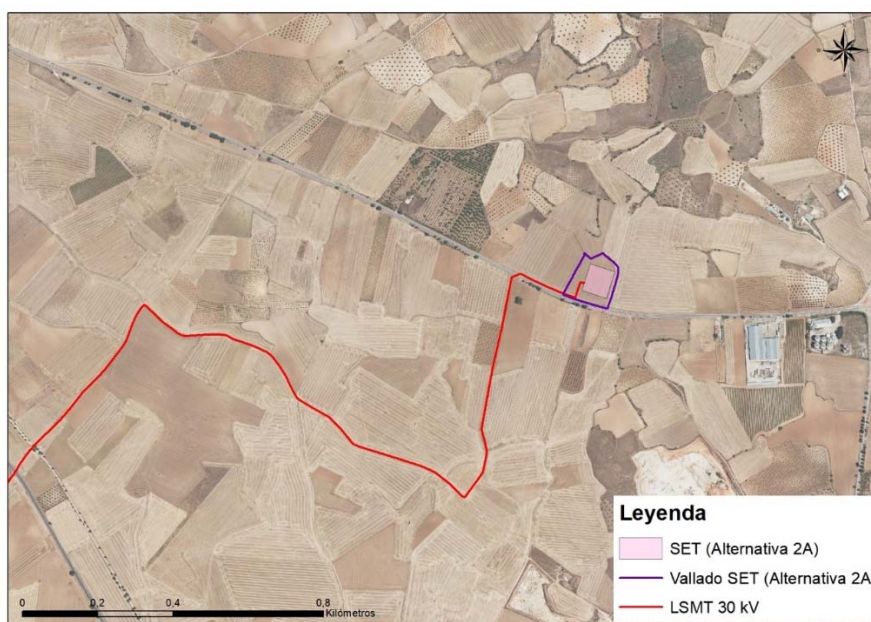 Leyenda
SET (Alternativa 2A)
Vallado SET (Alternativa 2A
LSMT 30 kV
0 0,2 0,4 0,8
Kilómetros